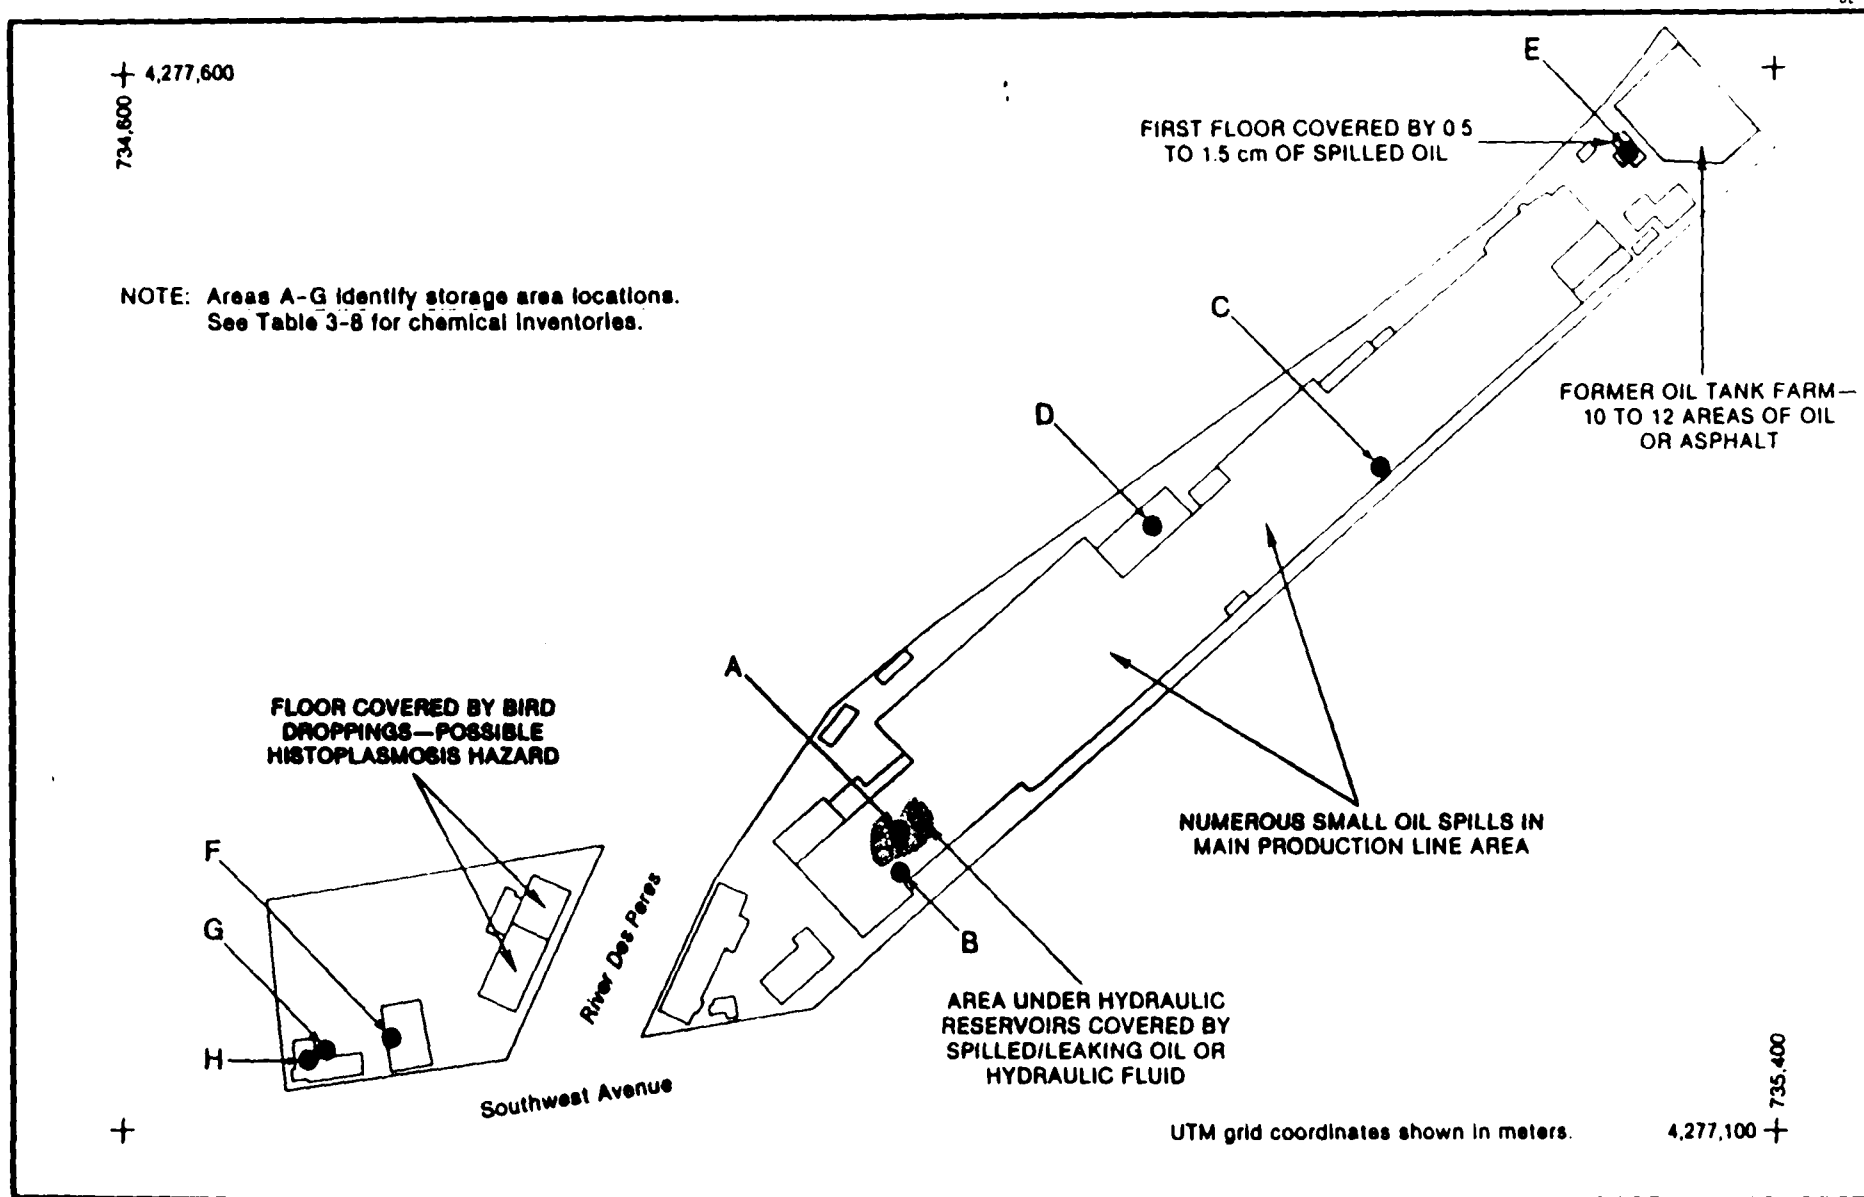 E
4,277,600
734,600
FIRST FLOOR COVERED BY 0 5
TO 1.5 cm OF SPILLED OIL
NOTE: Areas A-G identify storage area locations.
See Table 3-8 for chemical inventories.
C
FORMER OIL TANK FARM—
10 TO 12 AREAS OF OIL
OR ASPHALT
D
A
FLOOR COVERED BY BIRD
DROPPINGS—POSSIBLE
HISTOPLASMOSIS HAZARD
NUMEROUS SMALL OIL SPILLS IN
MAIN PRODUCTION LINE AREA
F
G
H
River Des Peres
B
AREA UNDER HYDRAULIC
RESERVOIRS COVERED BY
SPILLED/LEAKING OIL OR
HYDRAULIC FLUID
Southwest Avenue
735,400
UTM grid coordinates shown in meters.
4,277,100